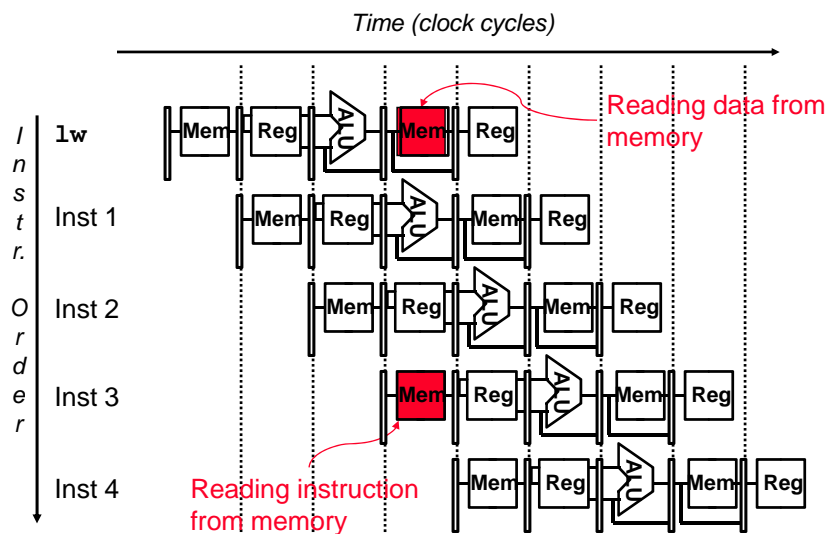 Time (clock cycles)
Instr. Order
lw
Mem Reg ALU Mem Reg
Reading data from
memory
Inst 1
Mem Reg ALU Mem Reg
Inst 2
Mem Reg ALU Mem Reg
Inst 3
Mem Reg ALU Mem Reg
Inst 4
Mem Reg ALU Mem Reg
Reading instruction
from memory